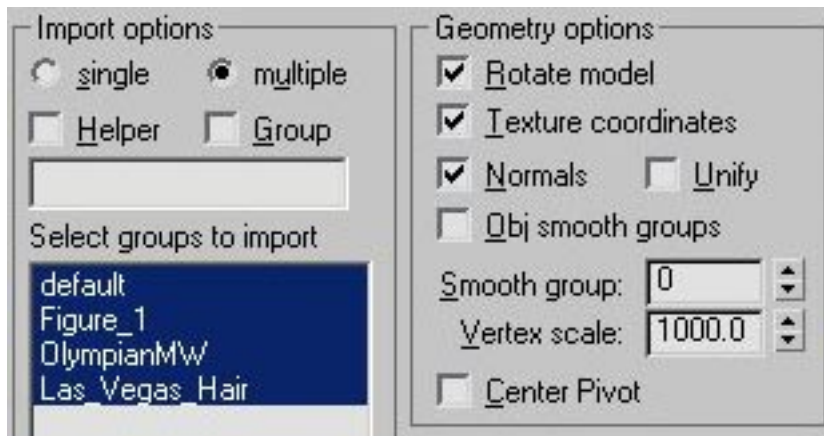 Import options
single multiple
Helper Group
Select groups to import
default
Figure_1
OlympianMW
Las_Vegas_Hair
Geometry options
Rotate model
Texture coordinates
Normals Unify
Obj smooth groups
Smooth group: 0
Vertex scale: 1000.0
Center Pivot